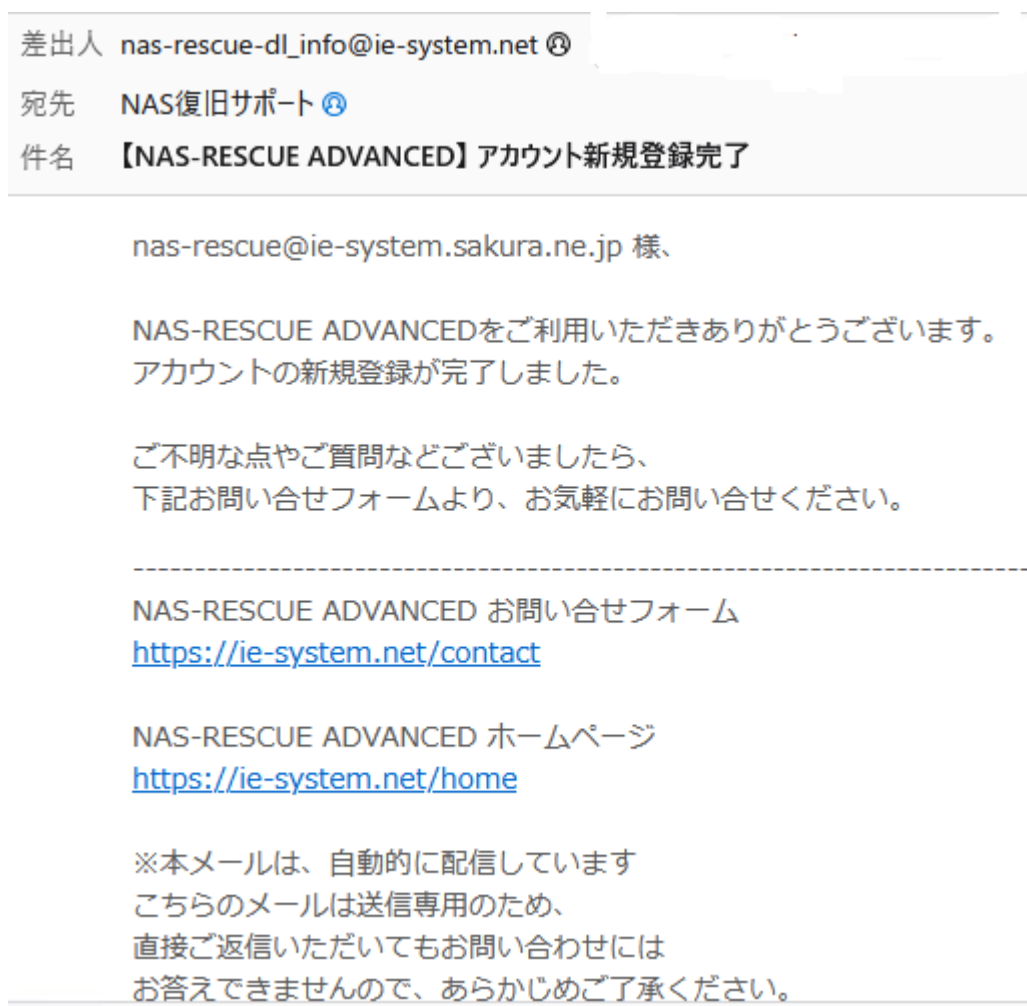 差出人 nas-rescue-dl_info@ie-system.net
宛先 NAS復旧サポート
件名 【NAS-RESCUE ADVANCED】アカウント新規登録完了
nas-rescue@ie-system.sakura.ne.jp 様、
NAS-RESCUE ADVANCEDをご利用いただきありがとうございます。
アカウントの新規登録が完了しました。
ご不明な点やご質問などございましたら、
下記お問い合せフォームより、お気軽にお問い合せください。
--------------------------------------------------------------------------
NAS-RESCUE ADVANCED お問い合せフォーム
https://ie-system.net/contact
NAS-RESCUE ADVANCED ホームページ
https://ie-system.net/home
※本メールは、自動的に配信しています
こちらのメールは送信専用のため、
直接ご返信いただいてもお問い合わせには
お答えできませんので、あらかじめご了承ください。